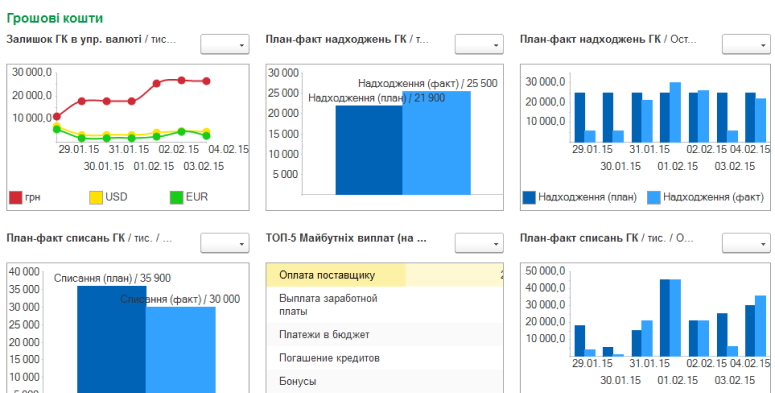 Грошові кошти
Залишок ГК в упр. валюті / тис...
План-факт надходжень ГК / т...
План-факт надходжень ГК / Ост...
30 000,0
20 000,0
10 000,0
29.01.15 31.01.15 02.02.15 04.02.15
30.01.15 01.02.15 03.02.15
грн USD EUR
30 000
25 000
20 000
15 000
10 000
5 000
Надходження (факт) / 25 500
Надходження (план) / 21 900
30 000,0
20 000,0
10 000,0
29.01.15 31.01.15 02.02.15 04.02.15
30.01.15 01.02.15 03.02.15
Надходження (план) Надходження (факт)
План-факт списань ГК / тис. / ...
ТОП-5 Майбутніх виплат (на ...
План-факт списань ГК / тис. / О...
40 000
35 000
30 000
25 000
20 000
15 000
10 000
5 000
Списання (план) / 35 900
Списання (факт) / 30 000
Оплата поставщику
Выплата заработной
платы
Платежи в бюджет
Погашение кредитов
Бонусы
50 000,0
40 000,0
30 000,0
20 000,0
10 000,0
29.01.15 31.01.15 02.02.15 04.02.15
30.01.15 01.02.15 03.02.15